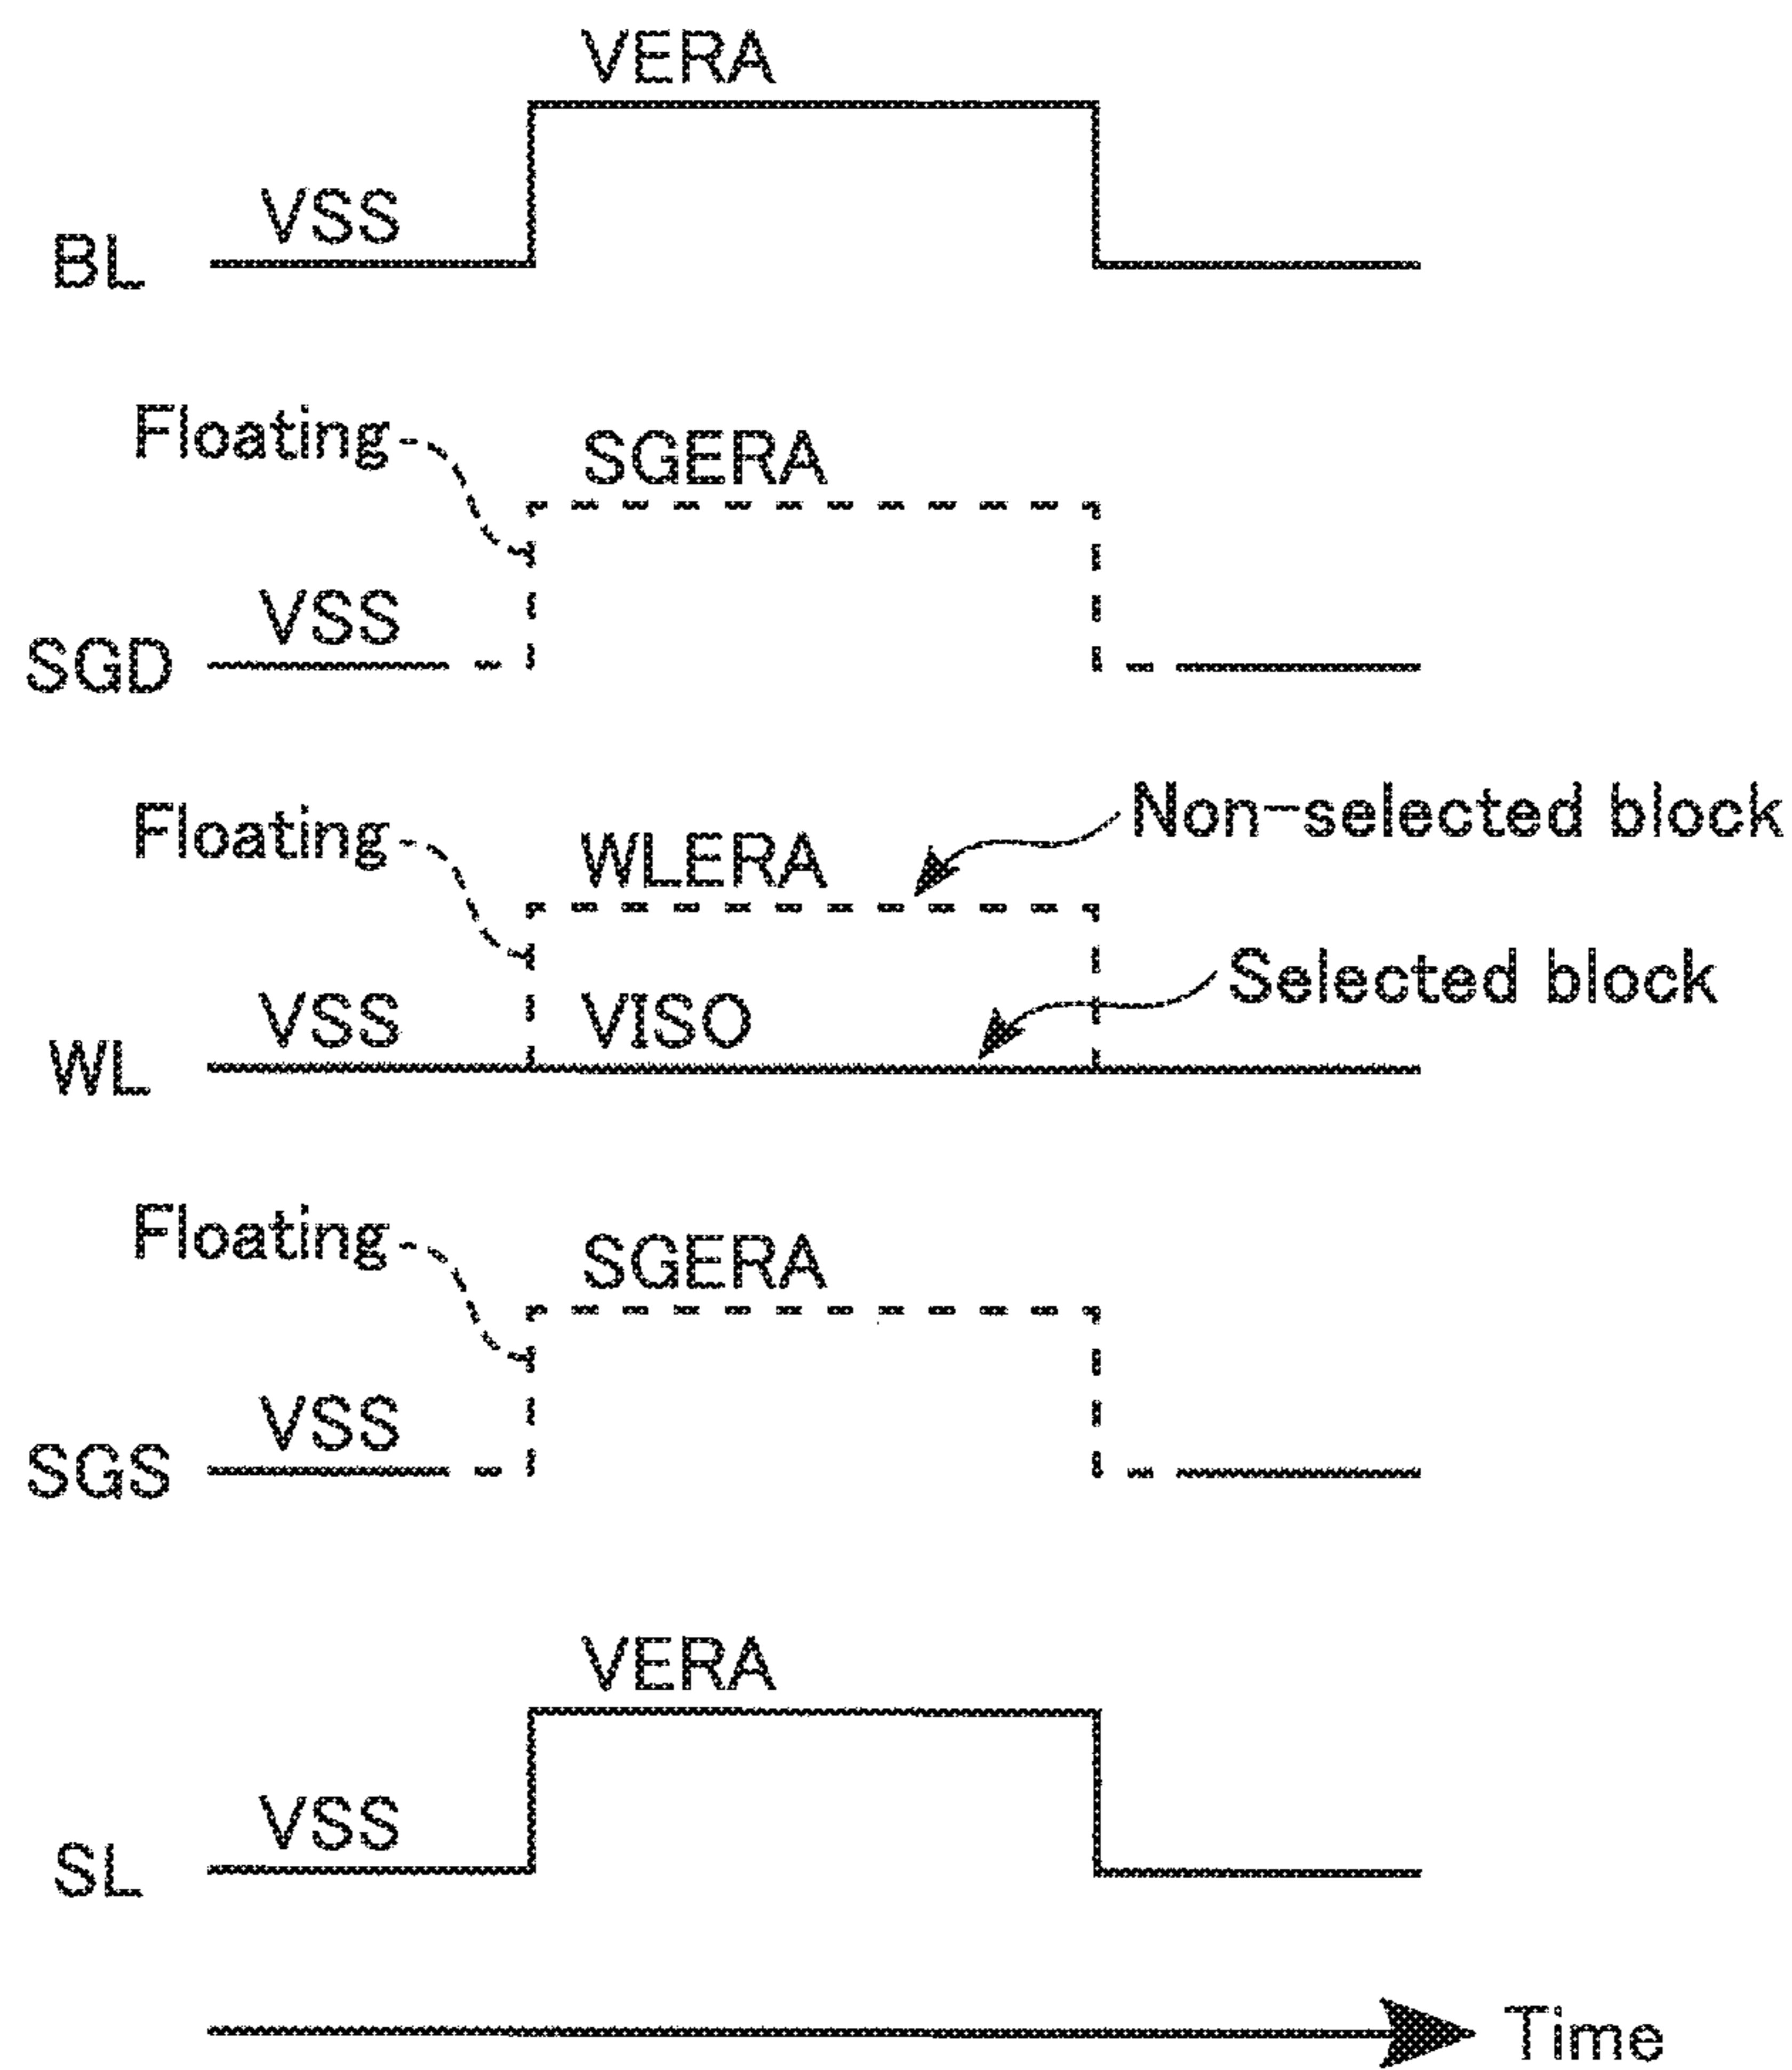 VERA
VSS
BL
Floating
SGERA
VSS
SGD
Non-selected block
Floating
WLERA
Selected block
VSS
VISO
WL
Floating
SGERA
VSS
SGS
VERA
VSS
SL
Time